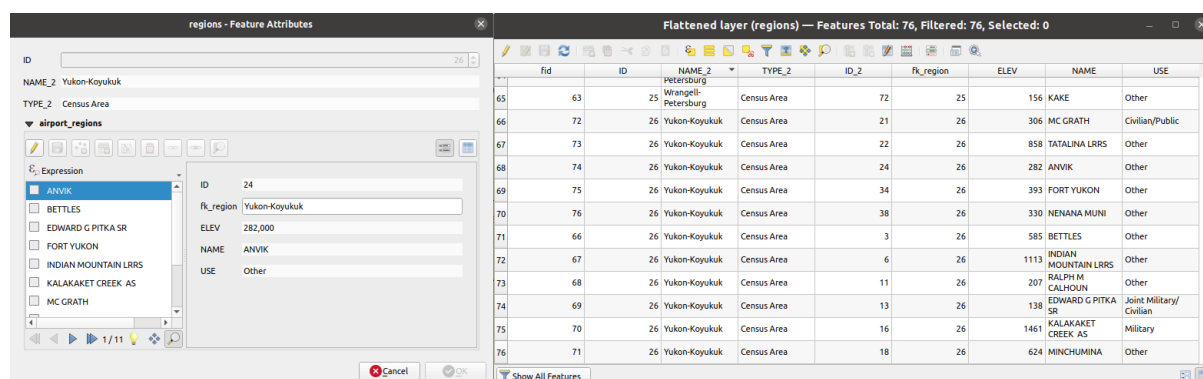 regions - Feature Attributes
ID 26
NAME_2 Yukon-Koyukuk
TYPE_2 Census Area
airport_regions
Expression
ANVIK
BETTLES
EDWARD G PITKA SR
FORT YUKON
INDIAN MOUNTAIN LRRS
KALAKAKET CREEK AS
MC GRATH
1 / 11
ID 24
fk_region Yukon-Koyukuk
ELEV 282,000
NAME ANVIK
USE Other
Cancel OK
Flattened layer (regions) — Features Total: 76, Filtered: 76, Selected: 0
fid ID NAME_2 TYPE_2 ID_2 fk_region ELEV NAME USE
Petersburg
65 63 25 Wrangell-Petersburg Census Area 72 25 156 KAKE Other
66 72 26 Yukon-Koyukuk Census Area 21 26 306 MC GRATH Civilian/Public
67 73 26 Yukon-Koyukuk Census Area 22 26 858 TATALINA LRRS Other
68 74 26 Yukon-Koyukuk Census Area 24 26 282 ANVIK Other
69 75 26 Yukon-Koyukuk Census Area 34 26 393 FORT YUKON Other
70 76 26 Yukon-Koyukuk Census Area 38 26 330 NENANA MUNI Other
71 66 26 Yukon-Koyukuk Census Area 3 26 585 BETTLES Other
72 67 26 Yukon-Koyukuk Census Area 6 26 1113 INDIAN MOUNTAIN LRRS Other
73 68 26 Yukon-Koyukuk Census Area 11 26 207 RALPH M CALHOUN Other
74 69 26 Yukon-Koyukuk Census Area 13 26 138 EDWARD G PITKA SR Joint Military/Civilian
75 70 26 Yukon-Koyukuk Census Area 16 26 1461 KALAKAKET CREEK AS Military
76 71 26 Yukon-Koyukuk Census Area 18 26 624 MINCHUMINA Other
Show All Features